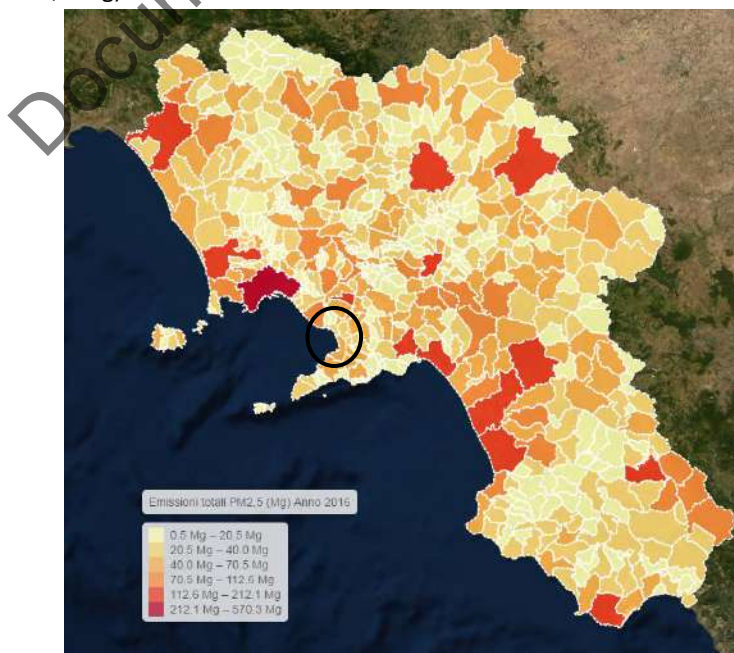 Docum
Emissioni totali PM2,5 (Mg) Anno 2016
0.5 Mg – 20.5 Mg
20.5 Mg – 40.0 Mg
40.0 Mg – 70.5 Mg
70.5 Mg – 112.6 Mg
112.6 Mg – 212.1 Mg
212.1 Mg – 570.3 Mg